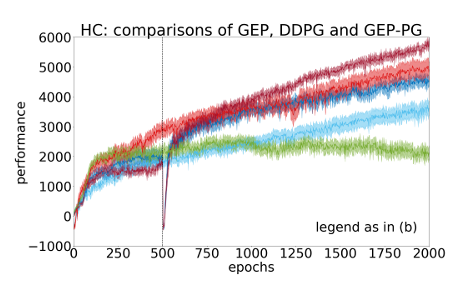 HC: comparisons of GEP, DDPG and GEP-PG
6000
5000
4000
3000
2000
1000
0
−1000
performance
legend as in (b)
0 250 500 750 1000 1250 1500 1750 2000
epochs